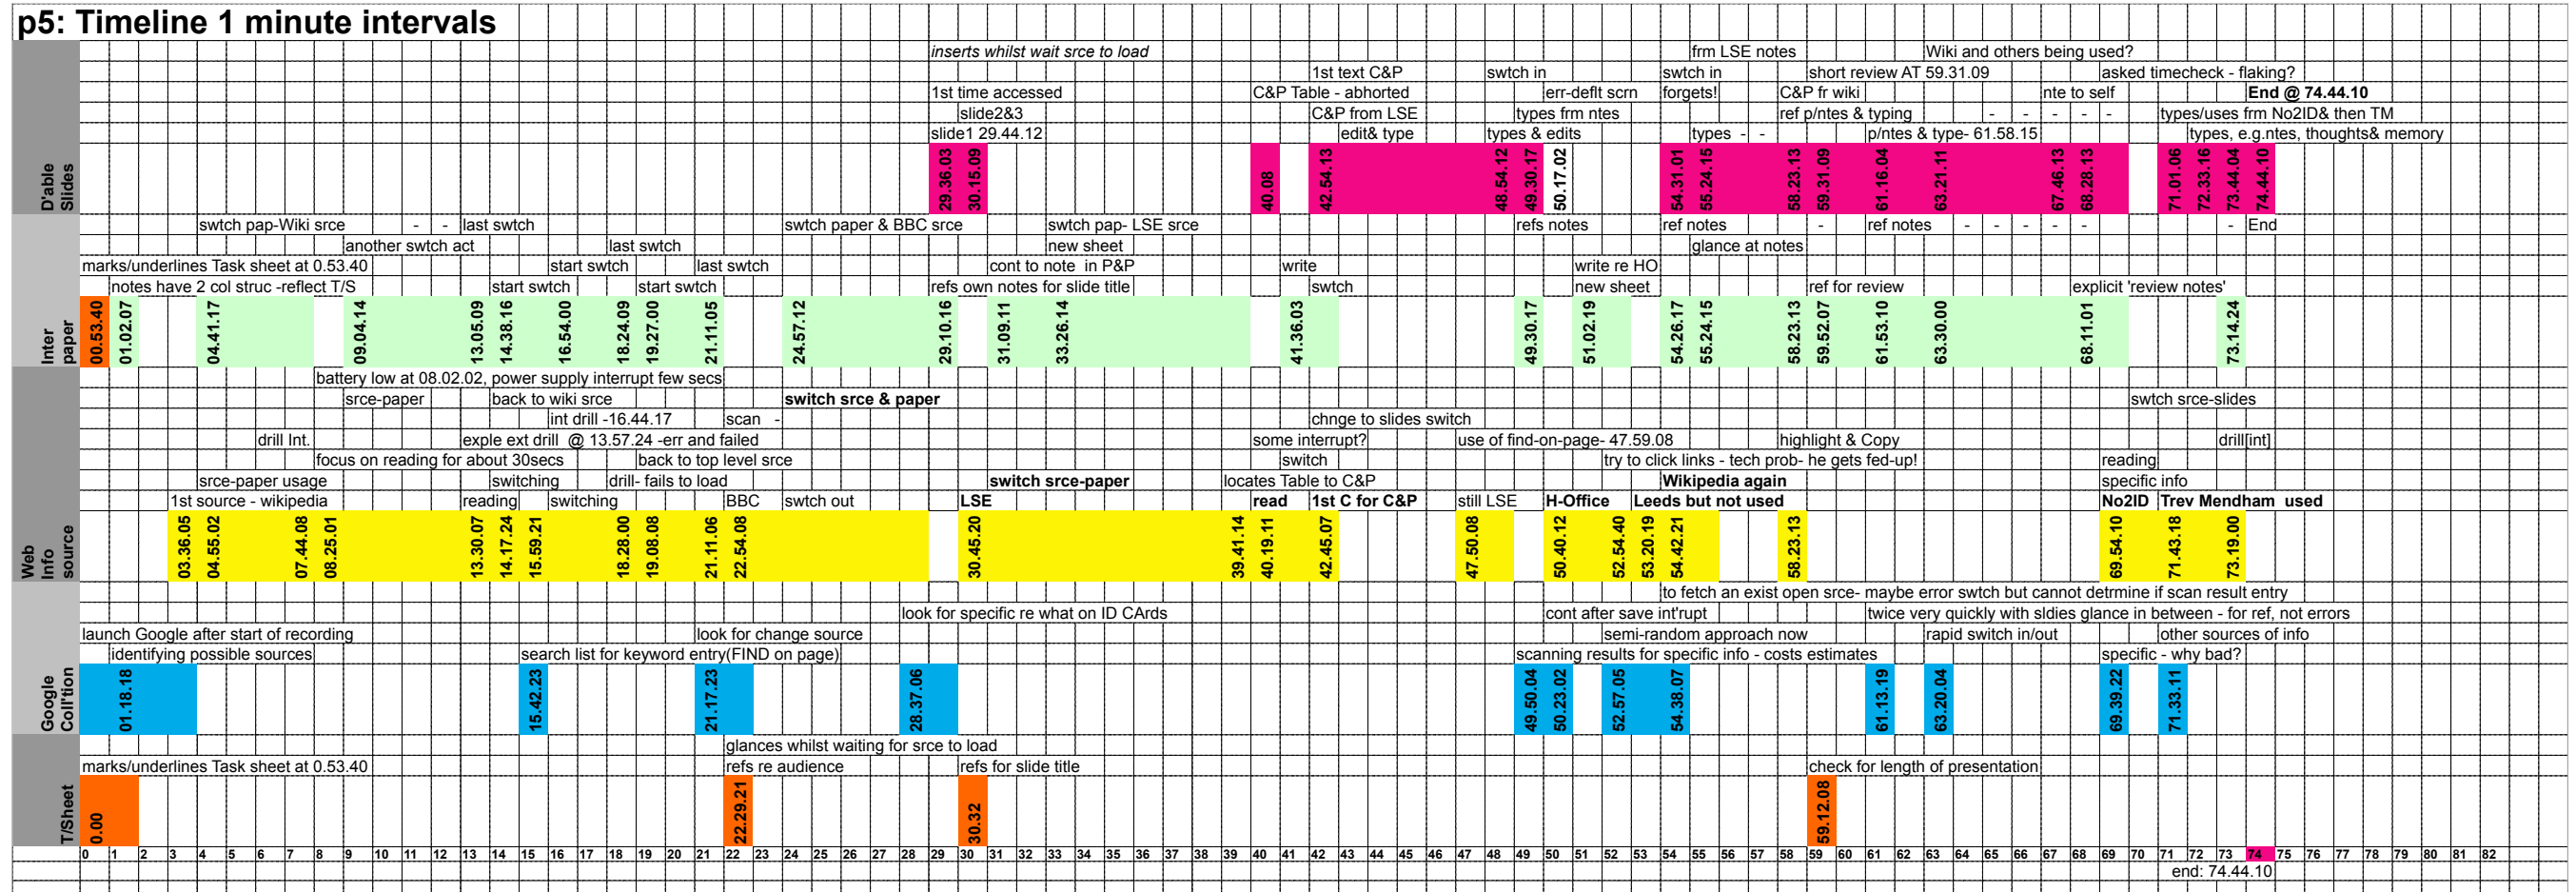 p5: Timeline 1 minute intervals
inserts whilst wait srce to load frm LSE notes Wiki and others being used?
1st text C&P swtch in swtch in short review AT 59.31.09 asked timecheck - flaking?
1st time accessed C&P Table - abhorted err-deflt scrn forgets! C&P fr wiki nte to self End @ 74.44.10
slide2&3 C&P from LSE types frm ntes ref p/ntes & typing - - - - - types/uses frm No2ID& then TM
slide1 29.44.12 edit& type types & edits types - - p/ntes & type- 61.58.15 types, e.g.ntes, thoughts& memory
D'able Slides 29.36.03 30.15.09 40.08 42.54.13 48.54.12 49.30.17 50.17.02 54.31.01 55.24.15 58.23.13 59.31.09 61.16.04 63.21.11 67.46.13 68.28.13 71.01.06 72.33.16 73.44.04 74.44.10
swtch pap-Wiki srce - - last swtch swtch paper & BBC srce swtch pap- LSE srce refs notes ref notes - ref notes - - - - - - End
another swtch act last swtch new sheet glance at notes
marks/underlines Task sheet at 0.53.40 start swtch last swtch cont to note in P&P write write re HO
notes have 2 col struc -reflect T/S start swtch start swtch refs own notes for slide title swtch new sheet ref for review explicit 'review notes'
Inter paper 00.53.40 01.02.07 04.41.17 09.04.14 13.05.09 14.38.16 16.54.00 18.24.09 19.27.00 21.11.05 24.57.12 29.10.16 31.09.11 33.26.14 41.36.03 49.30.17 51.02.19 54.26.17 55.24.15 58.23.13 59.52.07 61.53.10 63.30.00 68.11.01 73.14.24
battery low at 08.02.02, power supply interrupt few secs
srce-paper back to wiki srce switch srce & paper swtch srce-slides
int drill -16.44.17 scan - chnge to slides switch
drill Int. exple ext drill @ 13.57.24 -err and failed some interrupt? use of find-on-page- 47.59.08 highlight & Copy drill[int]
focus on reading for about 30secs back to top level srce switch try to click links - tech prob- he gets fed-up! reading
srce-paper usage switching drill- fails to load switch srce-paper locates Table to C&P Wikipedia again specific info
1st source - wikipedia reading switching BBC swtch out LSE read 1st C for C&P still LSE H-Office Leeds but not used No2ID Trev Mendham used
Web Info source 03.36.05 04.55.02 07.44.08 08.25.01 13.30.07 14.17.24 15.59.21 18.28.00 19.08.08 21.11.06 22.54.08 30.45.20 39.41.14 40.19.11 42.45.07 47.50.08 50.40.12 52.54.40 53.20.19 54.42.21 58.23.13 69.54.10 71.43.18 73.19.00
to fetch an exist open srce- maybe error swtch but cannot detrmine if scan result entry
look for specific re what on ID CArds cont after save int'rupt twice very quickly with sldies glance in between - for ref, not errors
launch Google after start of recording look for change source semi-random approach now rapid switch in/out other sources of info
identifying possible sources search list for keyword entry(FIND on page) scanning results for specific info - costs estimates specific - why bad?
Google Coll'tion 01.18.18 15.42.23 21.17.23 28.37.06 49.50.04 50.23.02 52.57.05 54.38.07 61.13.19 63.20.04 69.39.22 71.33.11
glances whilst waiting for srce to load
marks/underlines Task sheet at 0.53.40 refs re audience refs for slide title check for length of presentation
T/Sheet 0.00 22.29.21 30.32 59.12.08
0 1 2 3 4 5 6 7 8 9 10 11 12 13 14 15 16 17 18 19 20 21 22 23 24 25 26 27 28 29 30 31 32 33 34 35 36 37 38 39 40 41 42 43 44 45 46 47 48 49 50 51 52 53 54 55 56 57 58 59 60 61 62 63 64 65 66 67 68 69 70 71 72 73 74 75 76 77 78 79 80 81 82
end: 74.44.10